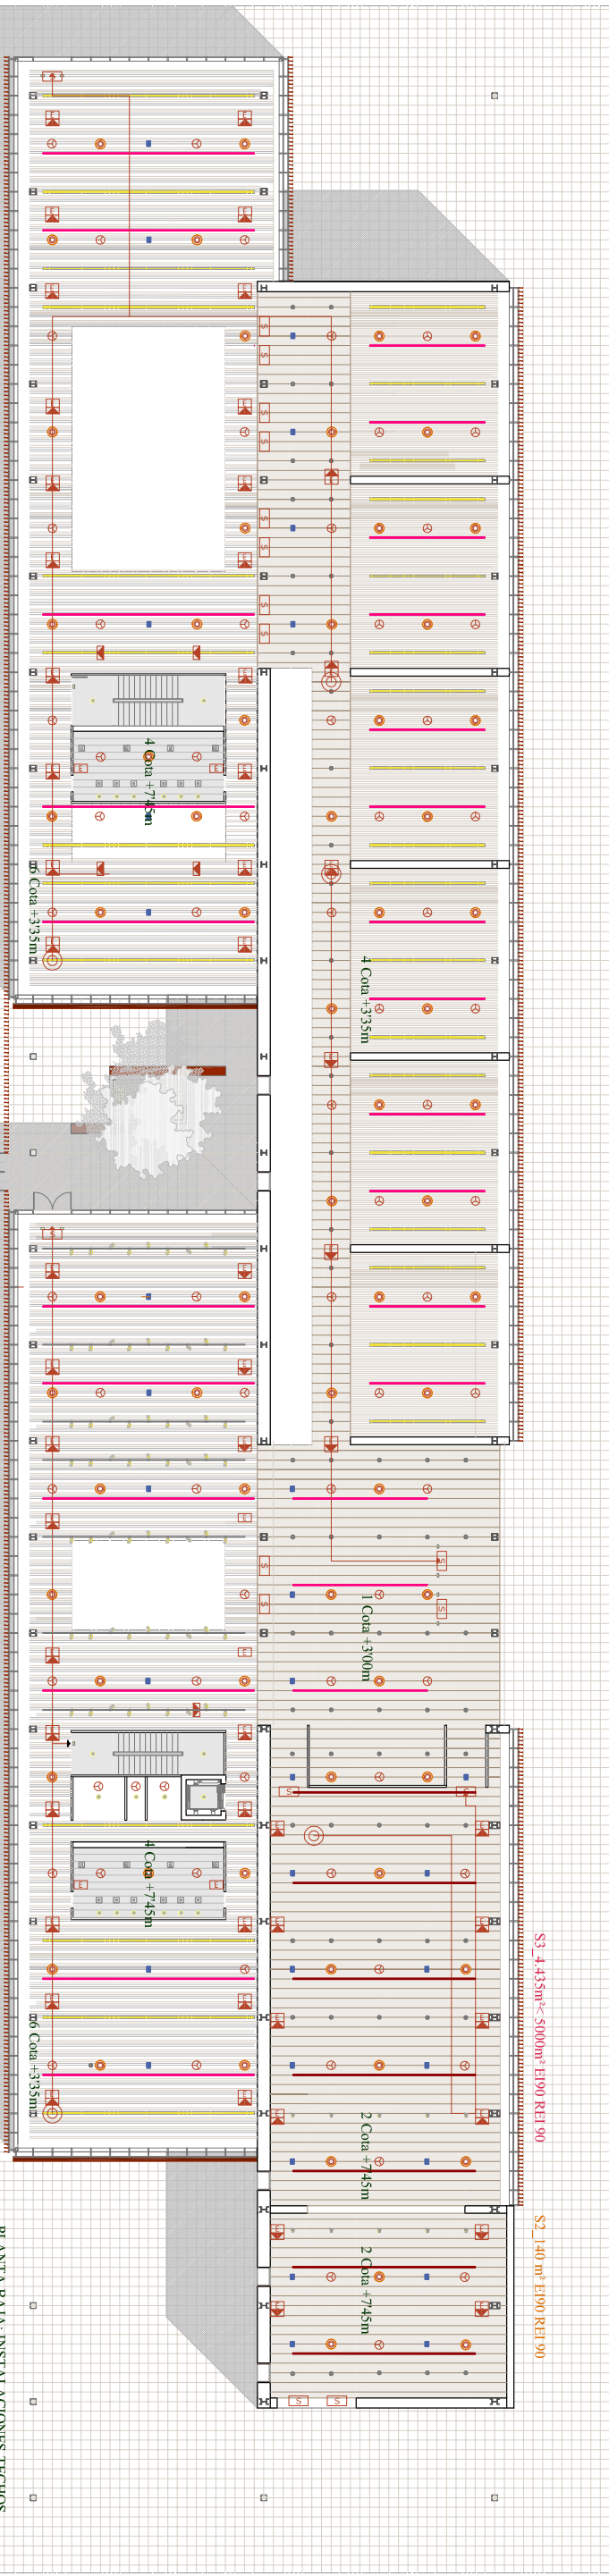 4 Cota +7'45m
6 Cota +3'35m
4 Cota +3'35m
1 Cota +3'00m
4 Cota +7'45m
6 Cota +3'35m
2 Cota +7'45m
2 Cota +7'45m
S3_4.435m²< 5000m² EI90 REI 90
S2_140 m² EI90 REI 90
PLANTA BAJA: INSTALACIONES TECHOS